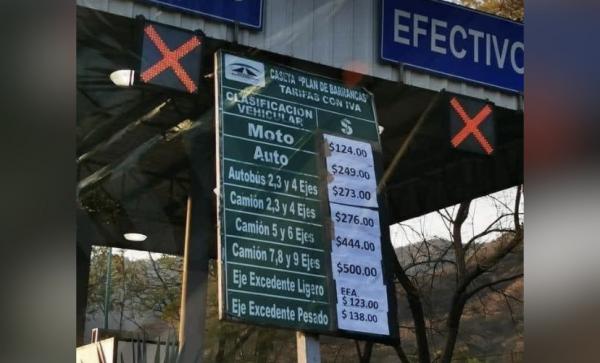 EFECTIVO
CASETA "PLAN DE BARRANCAS"
TARIFAS CON IVA
CLASIFICACION
VEHICULAR $
Moto $124.00
Auto $249.00
Autobús 2,3 y 4 Ejes $273.00
Camión 2,3 y 4 Ejes $276.00
Camión 5 y 6 Ejes $444.00
Camión 7,8 y 9 Ejes $500.00
EEA
Eje Excedente Ligero $123.00
Eje Excedente Pesado $138.00